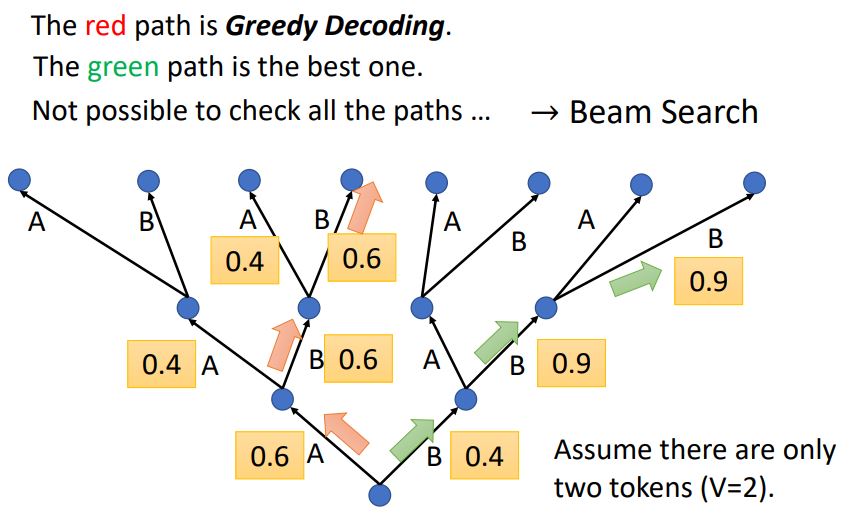 The red path is Greedy Decoding.
The green path is the best one.
Not possible to check all the paths ... → Beam Search
A B A B A B A B
0.4 0.6 0.9
0.4 A B 0.6 A B 0.9
0.6 A B 0.4
Assume there are only
two tokens (V=2).